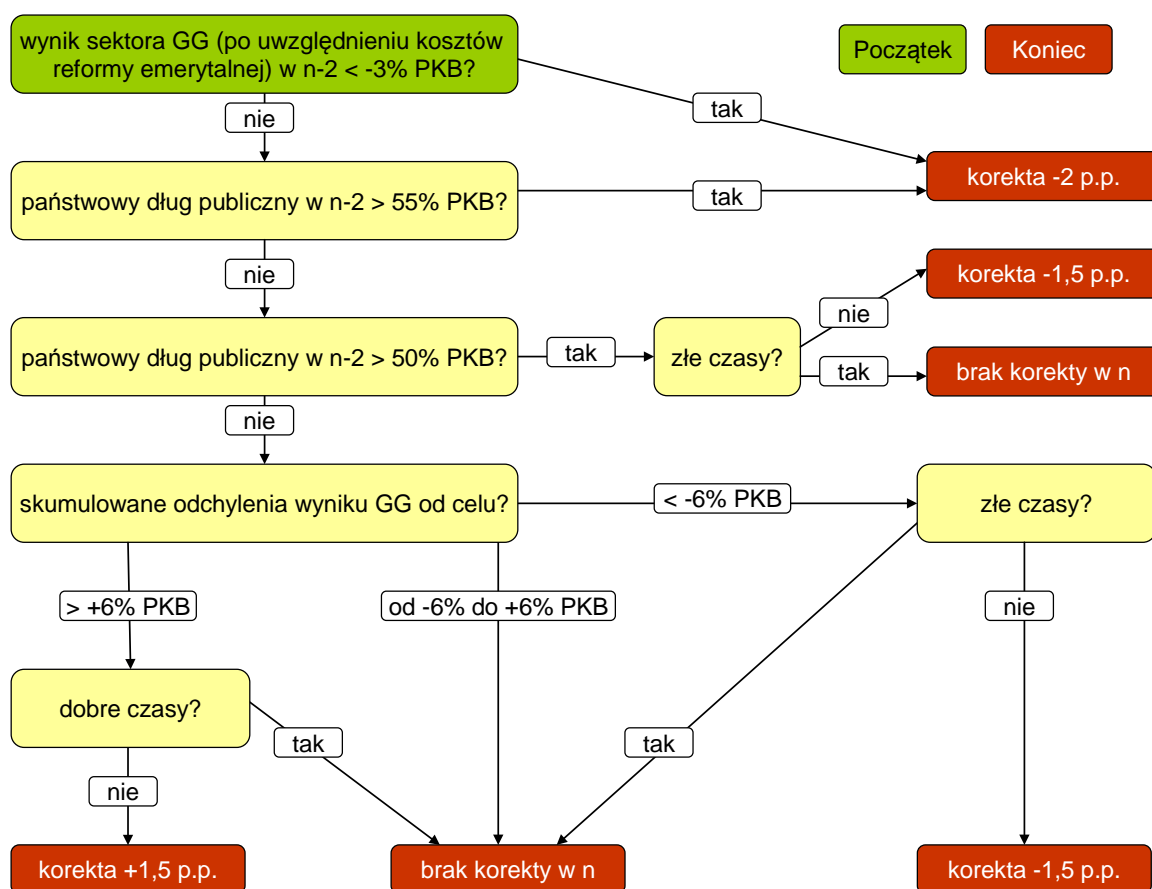 wynik sektora GG (po uwzględnieniu kosztów
reformy emerytalnej) w n-2 < -3% PKB?
Początek
Koniec
nie
tak
korekta -2 p.p.
państwowy dług publiczny w n-2 > 55% PKB?
tak
nie
korekta -1,5 p.p.
nie
państwowy dług publiczny w n-2 > 50% PKB?
tak
złe czasy?
tak
brak korekty w n
nie
skumulowane odchylenia wyniku GG od celu?
< -6% PKB
złe czasy?
> +6% PKB
od -6% do +6% PKB
nie
dobre czasy?
tak
tak
nie
korekta +1,5 p.p.
brak korekty w n
korekta -1,5 p.p.